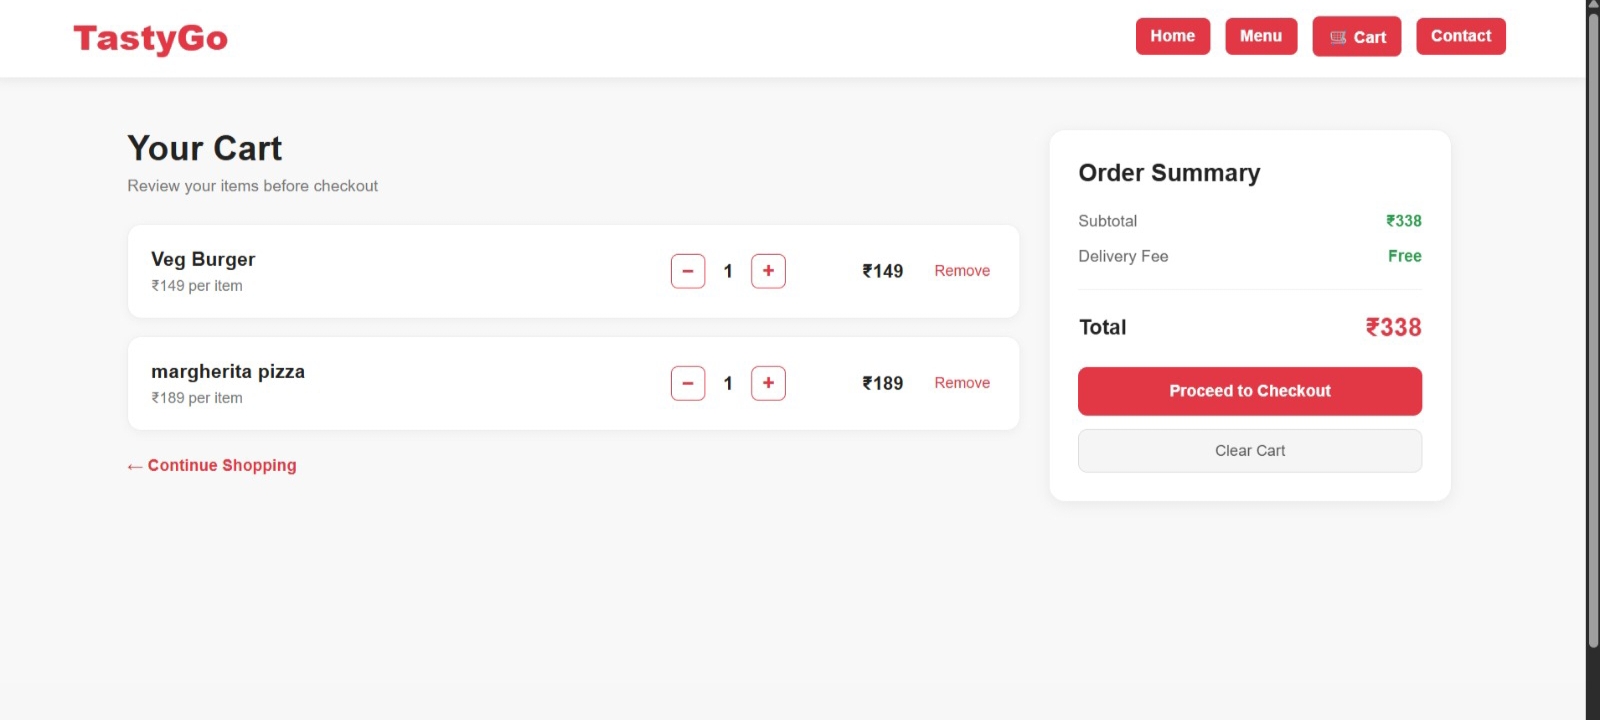 TastyGo
Home
Menu
Cart
Contact
Your Cart
Review your items before checkout
Veg Burger
₹149 per item
− 1 + ₹149 Remove
margherita pizza
₹189 per item
− 1 + ₹189 Remove
← Continue Shopping
Order Summary
Subtotal ₹338
Delivery Fee Free
Total ₹338
Proceed to Checkout
Clear Cart